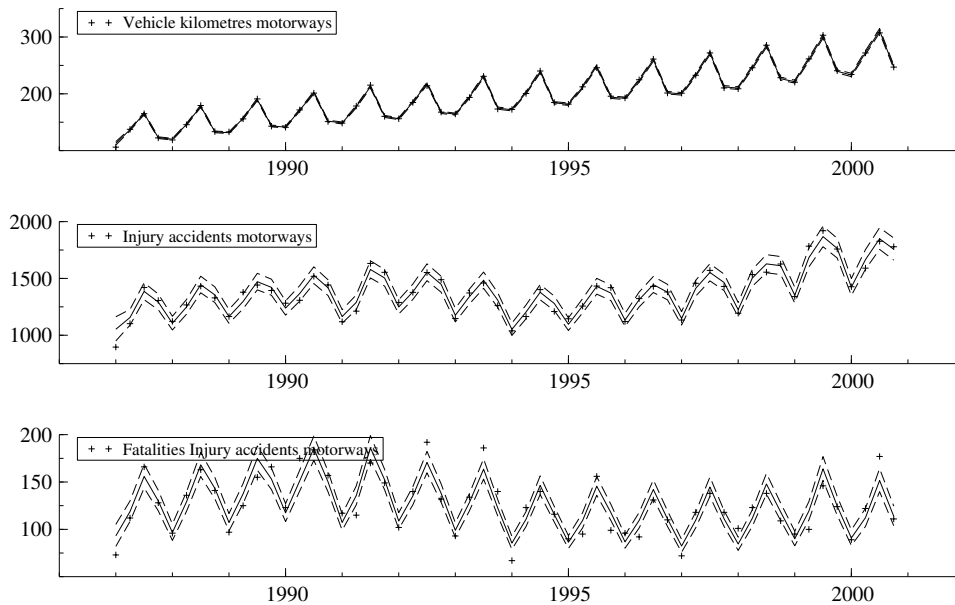 300
200
+ + Vehicle kilometres motorways
1990 1995 2000
2000
1500
1000
+ + Injury accidents motorways
1990 1995 2000
200
150
100
+ + Fatalities Injury accidents motorways
1990 1995 2000